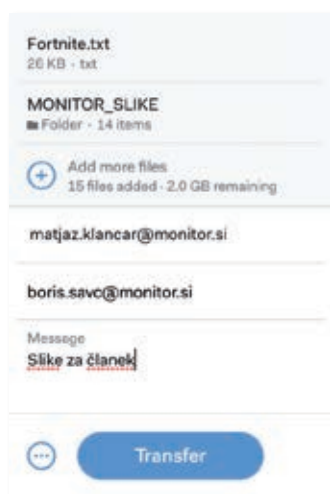 Fortnite.txt
26 KB - txt
MONITOR_SLIKE
Folder - 14 items
Add more files
15 files added · 2.0 GB remaining
matjaz.klancar@monitor.si
boris.savc@monitor.si
Message
Slike za članek
Transfer